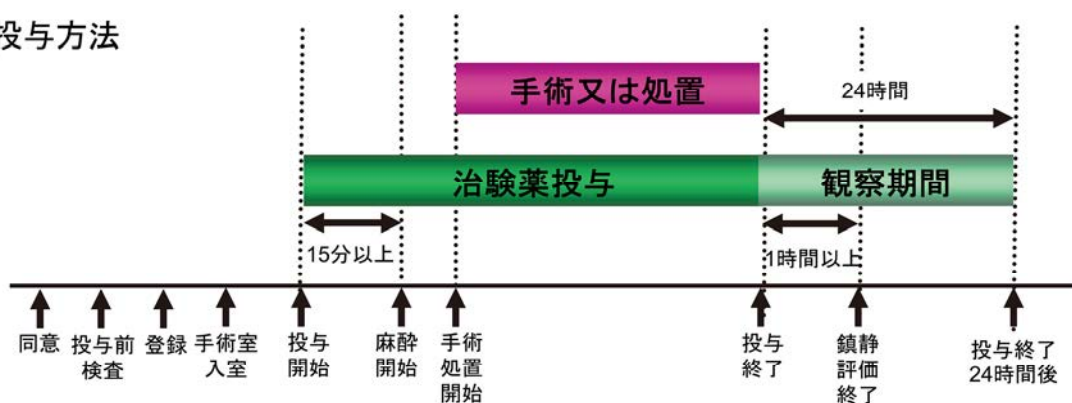 投与方法
手術又は処置
24時間
治験薬投与
観察期間
15分以上
1時間以上
同意
投与前
検査
登録
手術室
入室
投与
開始
麻酔
開始
手術
処置
開始
投与
終了
鎮静
評価
終了
投与終了
24時間後